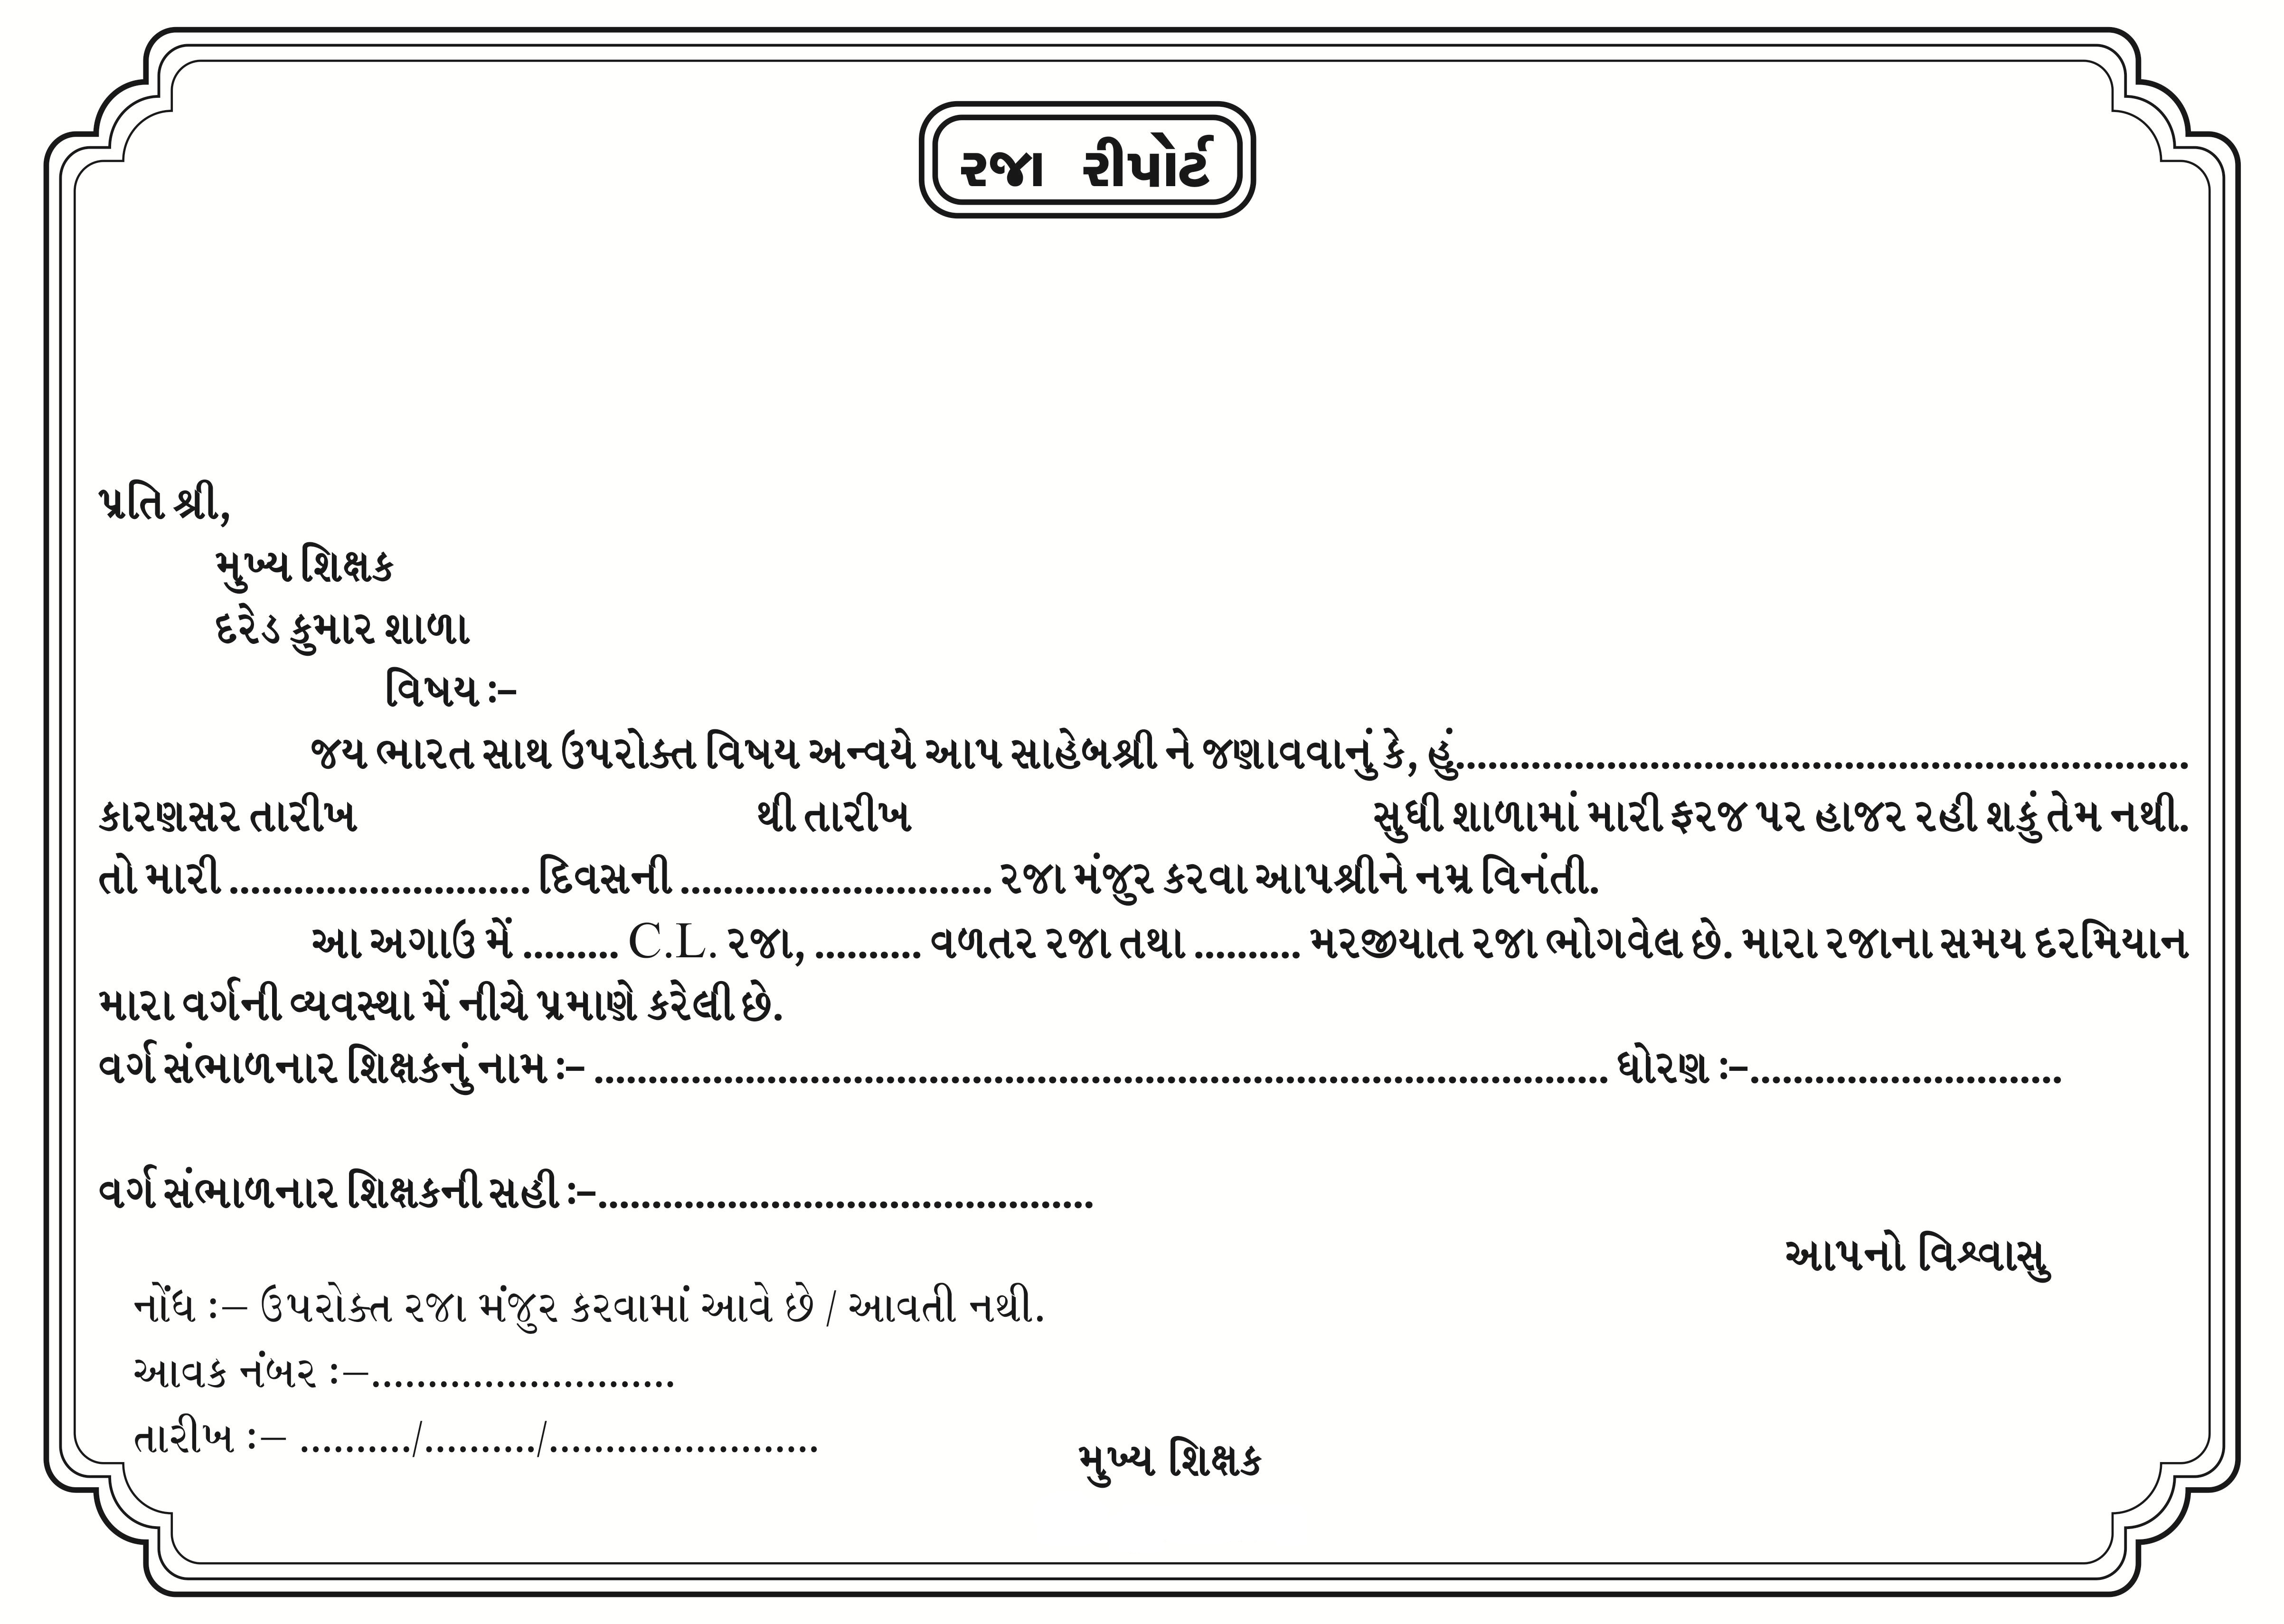 રજા રીપોર્ટ
પ્રતિ શ્રી,
મુખ્ય શિક્ષક
દરેડ કુમાર શાળા
વિષય :–
જય ભારત સાથ ઉપરોક્ત વિષય અન્વયે આપ સાહેબશ્રી ને જણાવવાનું કે, હું....................................................................
કારણસર તારીખ થી તારીખ સુધી શાળામાં મારી ફરજ પર હાજર રહી શકું તેમ નથી.
તો મારી ............................ દિવસની ............................. રજા મંજુર કરવા આપશ્રીને નમ્ર વિનંતી.
આ અગાઉ મેં ......... C.L. રજા, .......... વળતર રજા તથા .......... મરજીયાત રજા ભોગવેલ છે. મારા રજાના સમય દરમિયાન
મારા વર્ગની વ્યવસ્થા મેં નીચે પ્રમાણે કરેલી છે.
વર્ગ સંભાળનાર શિક્ષકનું નામ :– .............................................................................................. ધોરણ :–.............................
વર્ગ સંભાળનાર શિક્ષકની સહી :–..............................................
આપનો વિશ્વાસુ
નોંધ :– ઉપરોક્ત રજા મંજુર કરવામાં આવે છે / આવતી નથી.
આવક નંબર :–...........................
તારીખ :– ........../........../........................
મુખ્ય શિક્ષક